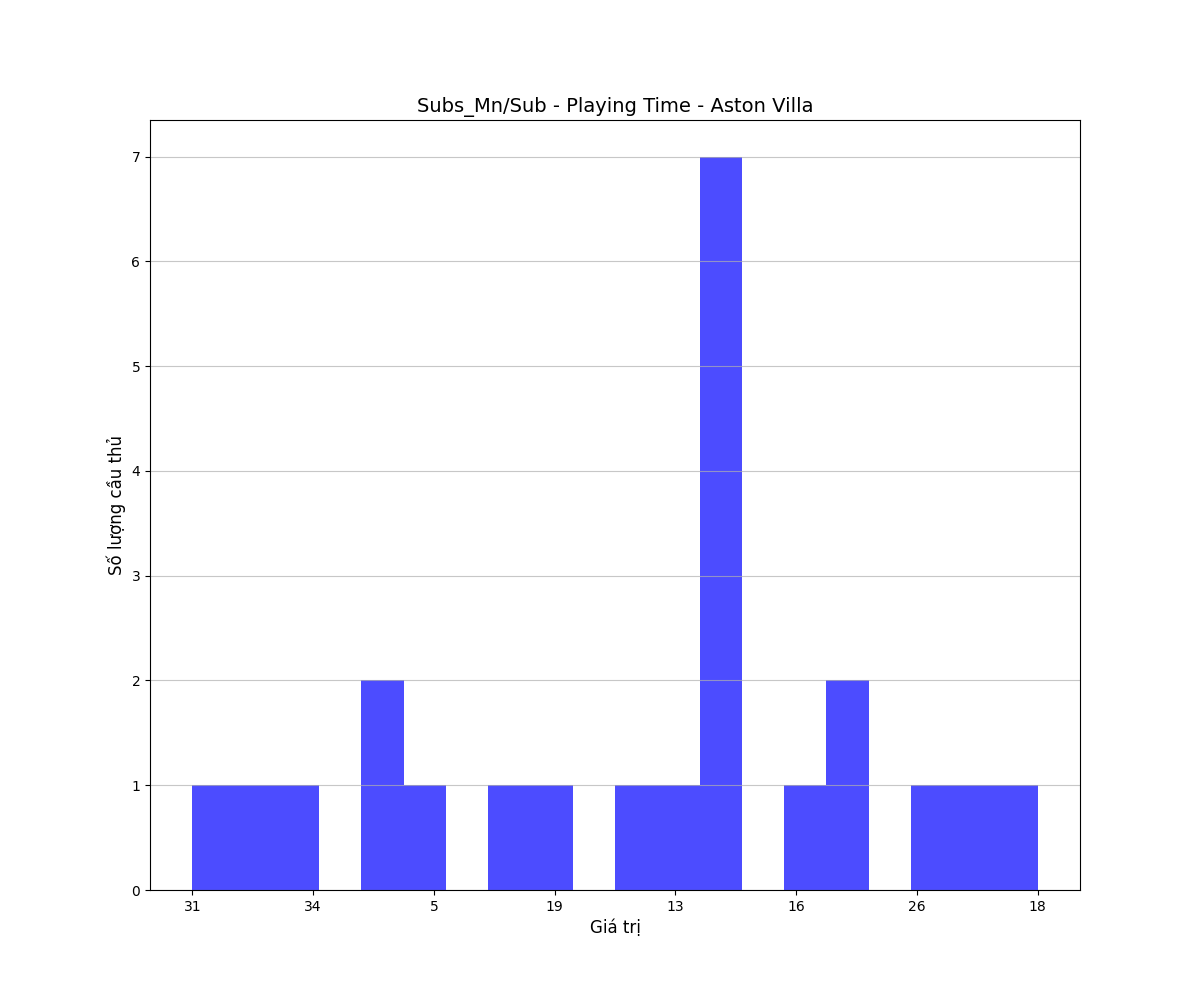 Subs_Mn/Sub - Playing Time - Aston Villa
Số lượng cầu thủ
7
6
5
4
3
2
1
0
31 34 5 19 13 16 26 18
Giá trị